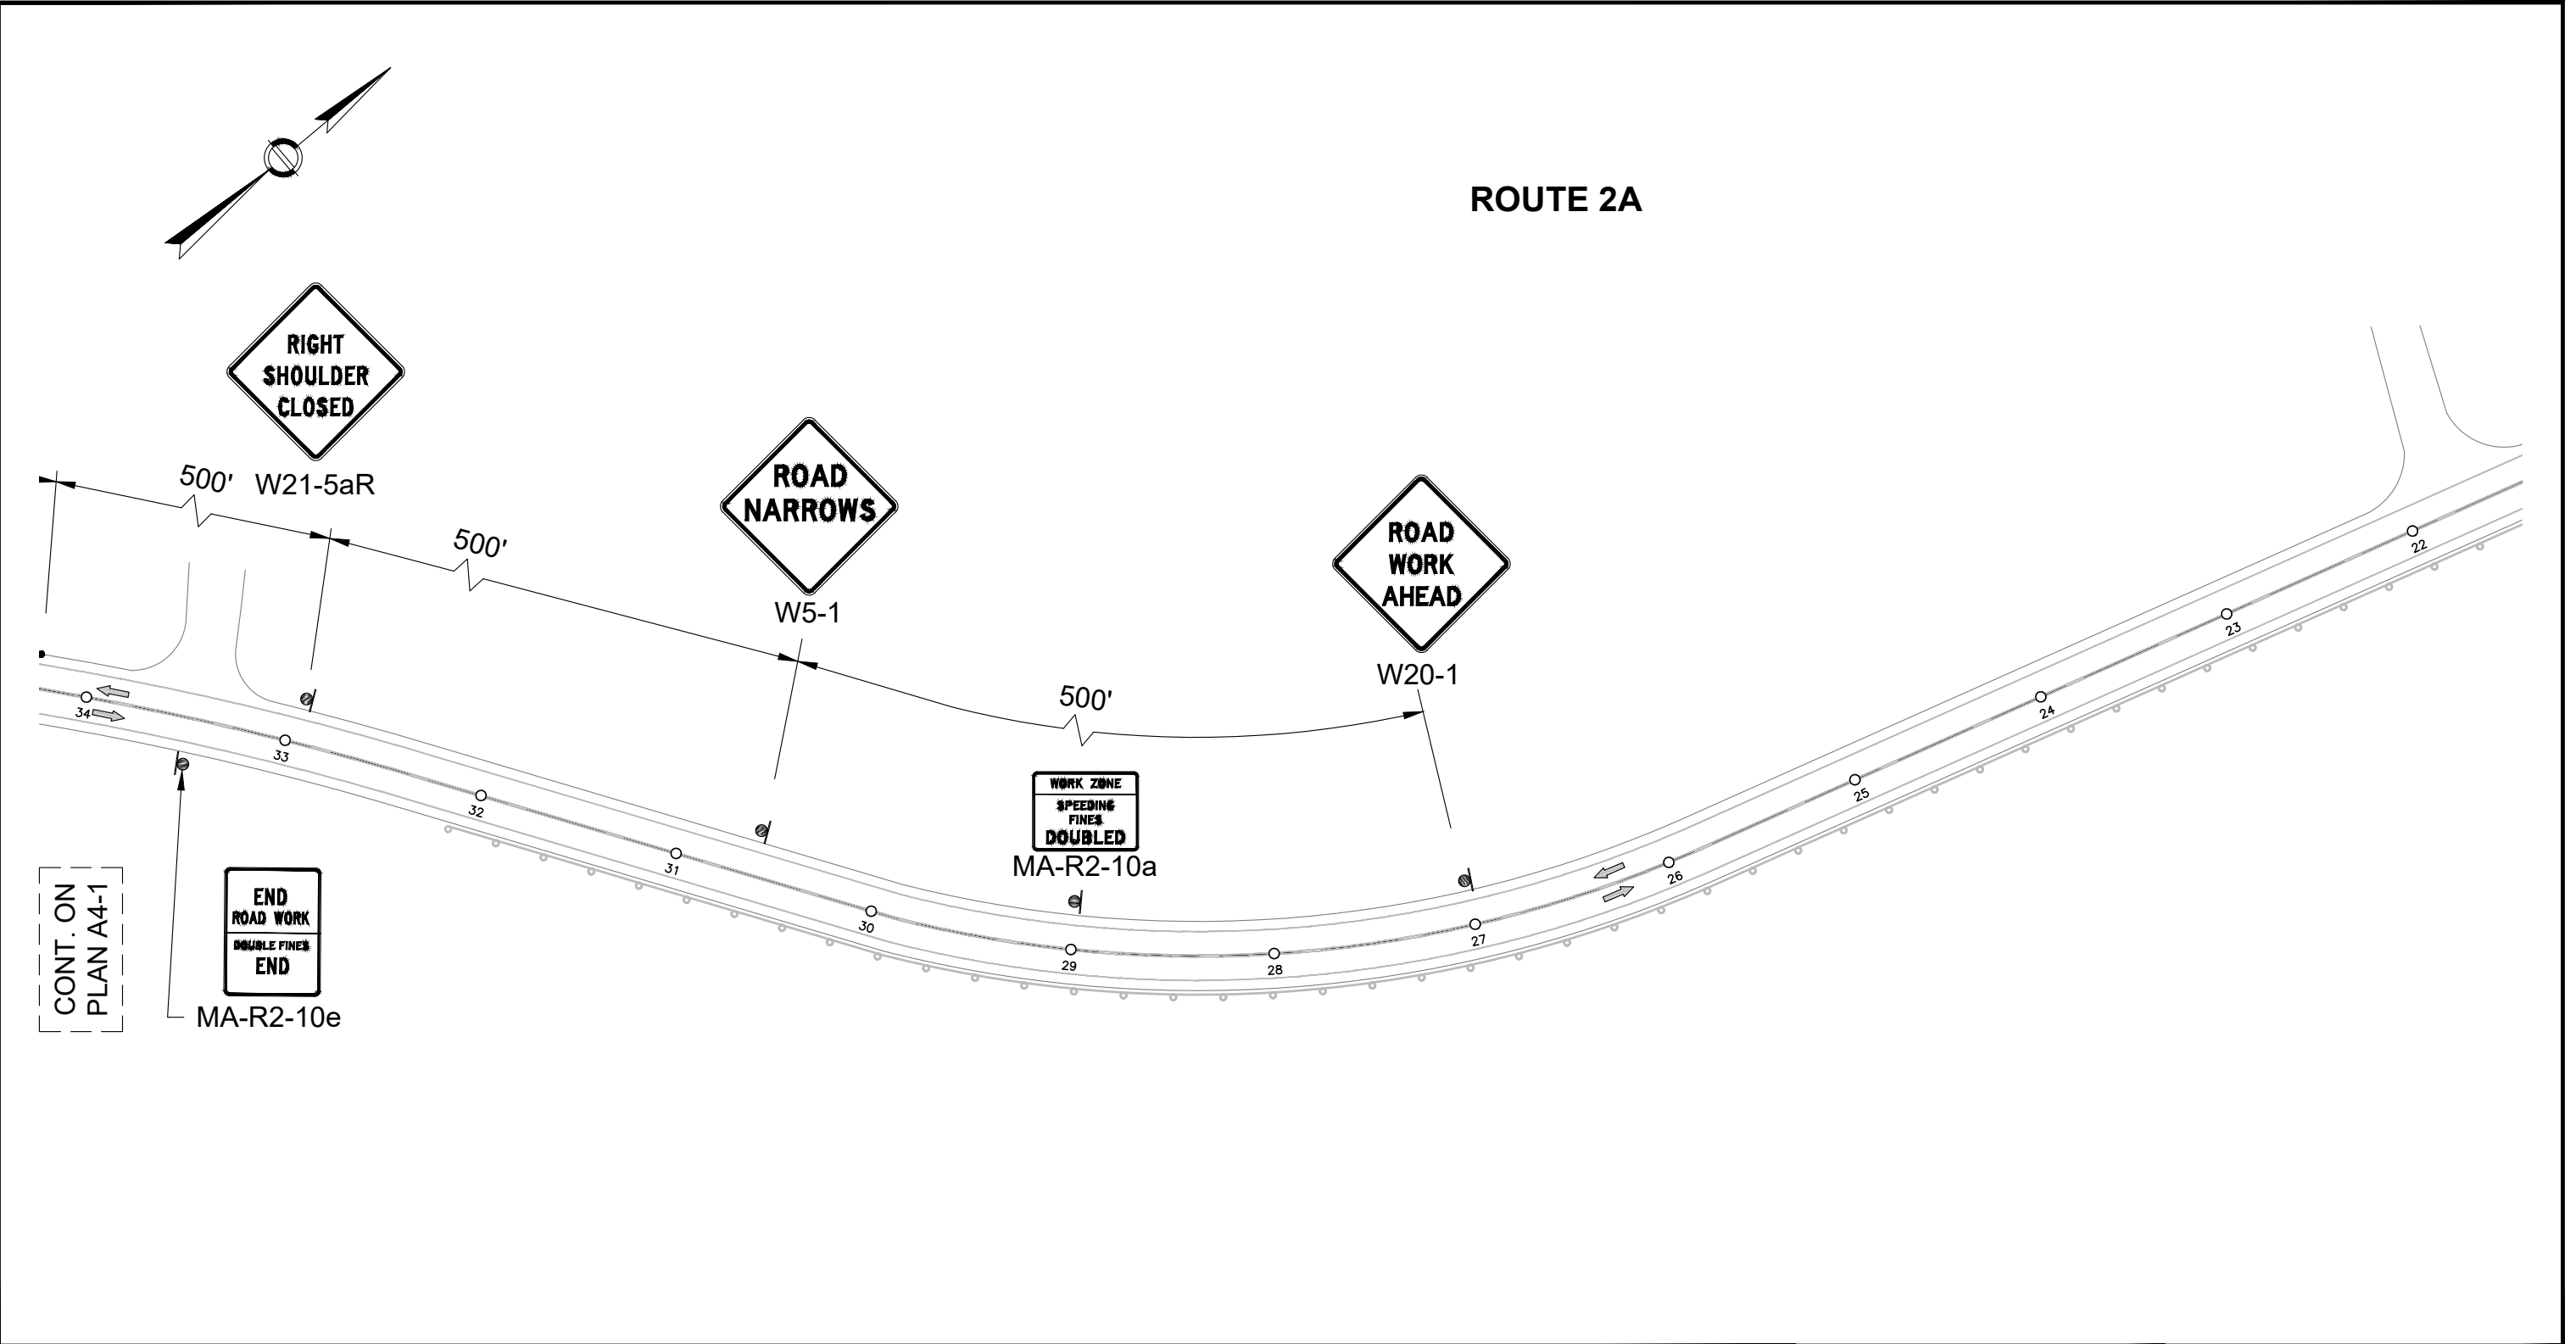 ROUTE 2A
RIGHT
SHOULDER
CLOSED
W21-5aR
500'
500'
ROAD
NARROWS
W5-1
500'
ROAD
WORK
AHEAD
W20-1
WORK ZONE
SPEEDING
FINES
DOUBLED
MA-R2-10a
END
ROAD WORK
DOUBLE FINES
END
MA-R2-10e
CONT. ON
PLAN A4-1
34
33
32
31
30
29
28
27
26
25
24
23
22